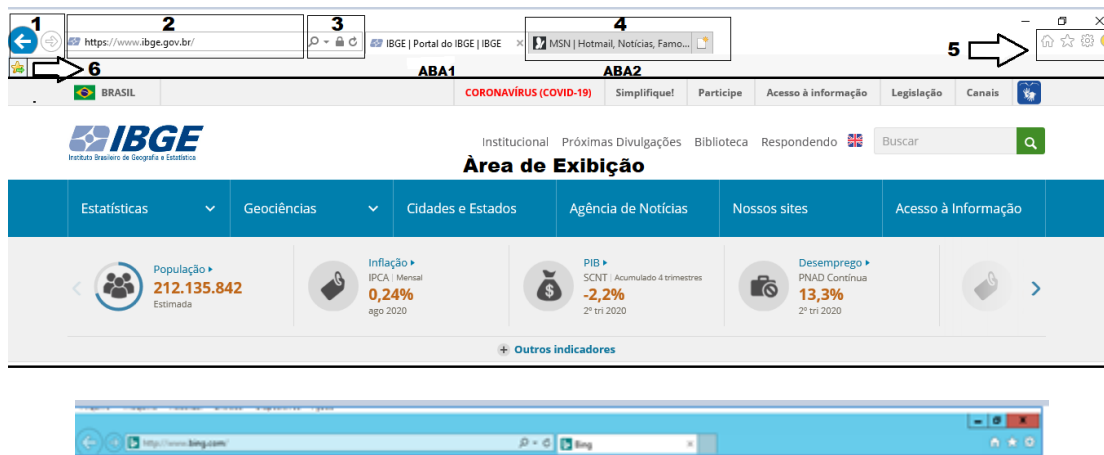 1 2 3 4
https://www.ibge.gov.br/ IBGE | Portal do IBGE | IBGE × MSN | Hotmail, Notícias, Famo...
5
6 ABA1 ABA2
BRASIL CORONAVÍRUS (COVID-19) Simplifique! Participe Acesso à informação Legislação Canais
IBGE
Instituto Brasileiro de Geografia e Estatística
Institucional Próximas Divulgações Biblioteca Respondendo Buscar
Àrea de Exibição
Estatísticas Geociências Cidades e Estados Agência de Notícias Nossos sites Acesso à Informação
População
212.135.842
Estimada
Inflação
IPCA | Mensal
0,24%
ago 2020
PIB
SCNT | Acumulado 4 trimestres
-2,2%
2º tri 2020
Desemprego
PNAD Contínua
13,3%
2º tri 2020
+ Outros indicadores
http://www.bing.com/ Bing ×